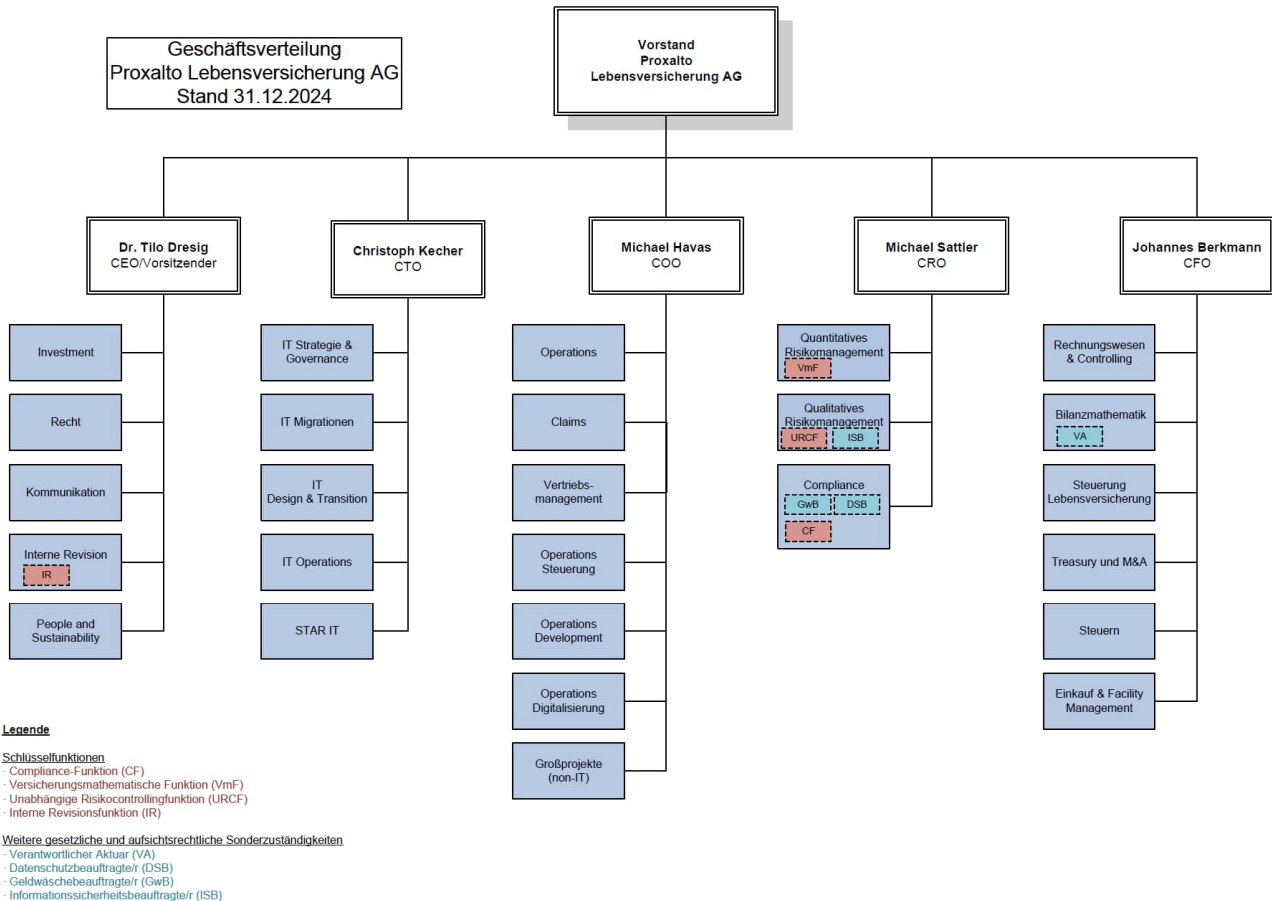 Geschäftsverteilung
Proxalto Lebensversicherung AG
Stand 31.12.2024
Vorstand
Proxalto
Lebensversicherung AG
Dr. Tilo Dresig
CEO/Vorsitzender
Christoph Kecher
CTO
Michael Havas
COO
Michael Sattler
CRO
Johannes Berkmann
CFO
Investment
Recht
Kommunikation
Interne Revision
IR
People and
Sustainability
IT Strategie &
Governance
IT Migrationen
IT
Design & Transition
IT Operations
STAR IT
Operations
Claims
Vertriebs-
management
Operations
Steuerung
Operations
Development
Operations
Digitalisierung
Großprojekte
(non-IT)
Quantitatives
Risikomanagement
VmF
Qualitatives
Risikomanagement
URCF ISB
Compliance
GwB DSB
CF
Rechnungswesen
& Controlling
Bilanzmathematik
VA
Steuerung
Lebensversicherung
Treasury und M&A
Steuern
Einkauf & Facility
Management
Legende
Schlüsselfunktionen
- Compliance-Funktion (CF)
- Versicherungsmathematische Funktion (VmF)
- Unabhängige Risikocontrollingfunktion (URCF)
- Interne Revisionsfunktion (IR)
Weitere gesetzliche und aufsichtsrechtliche Sonderzuständigkeiten
- Verantwortlicher Aktuar (VA)
- Datenschutzbeauftragte/r (DSB)
- Geldwäschebeauftragte/r (GwB)
- Informationssicherheitsbeauftragte/r (ISB)